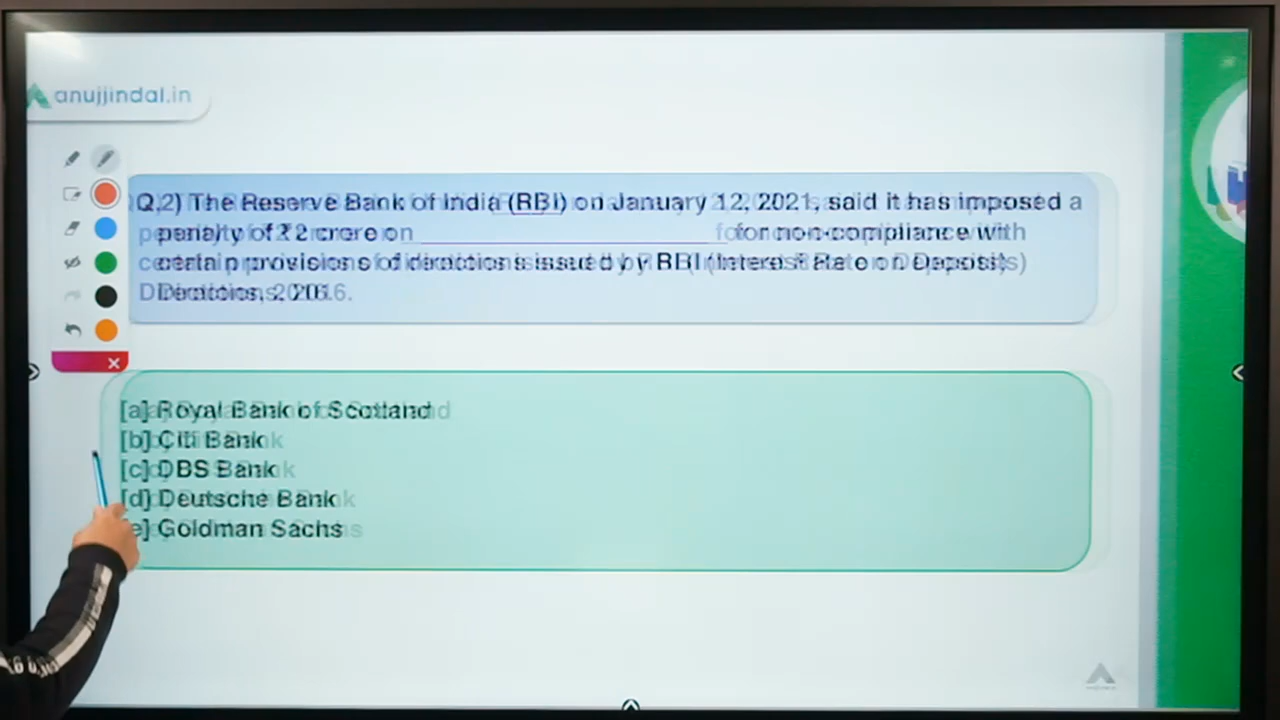 anujjindal.in
Q.2) The Reserve Bank of India (RBI) on January 12, 2021, said it has imposed a
penalty of ₹2 crore on ______________________ for non-compliance with
certain provisions of directions issued by RBI (Interest Rate on Deposits)
Directions, 2016.
[a] Royal Bank of Scotland
[b] Citi Bank
[c] DBS Bank
[d] Deutsche Bank
[e] Goldman Sachs